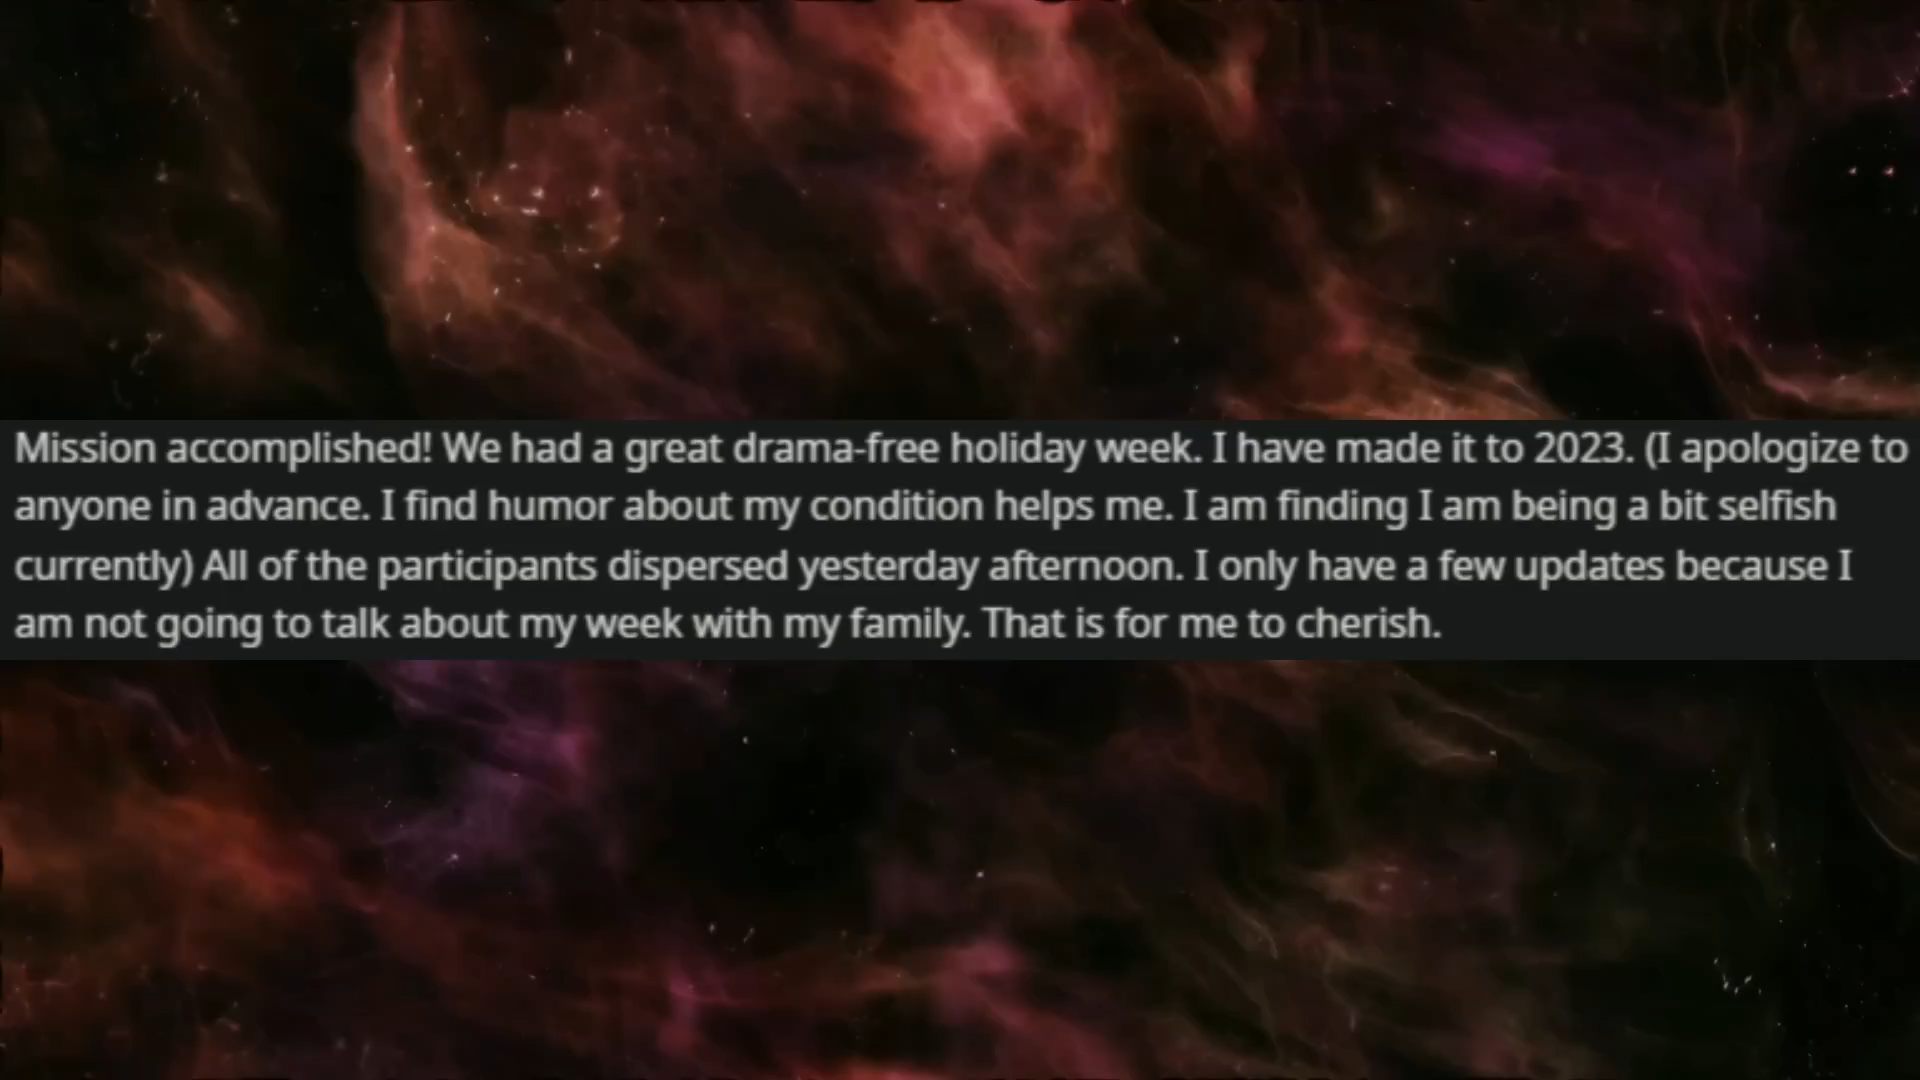 Mission accomplished! We had a great drama-free holiday week. I have made it to 2023. (I apologize to
anyone in advance. I find humor about my condition helps me. I am finding I am being a bit selfish
currently) All of the participants dispersed yesterday afternoon. I only have a few updates because I
am not going to talk about my week with my family. That is for me to cherish.